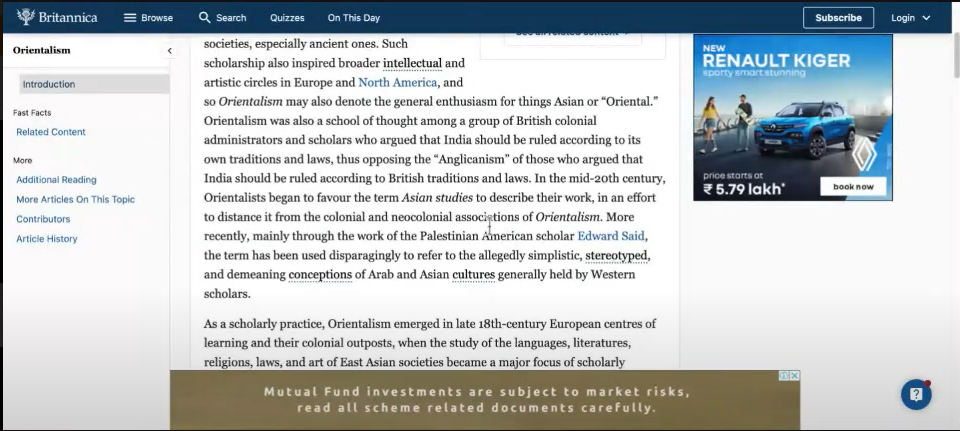 Britannica
Browse
Search
Quizzes
On This Day
Subscribe
Login
Orientalism
Introduction
Fast Facts
Related Content
More
Additional Reading
More Articles On This Topic
Contributors
Article History
societies, especially ancient ones. Such
scholarship also inspired broader intellectual and
artistic circles in Europe and North America, and
so Orientalism may also denote the general enthusiasm for things Asian or “Oriental.”
Orientalism was also a school of thought among a group of British colonial
administrators and scholars who argued that India should be ruled according to its
own traditions and laws, thus opposing the “Anglicanism” of those who argued that
India should be ruled according to British traditions and laws. In the mid-20th century,
Orientalists began to favour the term Asian studies to describe their work, in an effort
to distance it from the colonial and neocolonial associations of Orientalism. More
recently, mainly through the work of the Palestinian American scholar Edward Said,
the term has been used disparagingly to refer to the allegedly simplistic, stereotyped,
and demeaning conceptions of Arab and Asian cultures generally held by Western
scholars.
As a scholarly practice, Orientalism emerged in late 18th-century European centres of
learning and their colonial outposts, when the study of the languages, literatures,
religions, laws, and art of East Asian societies became a major focus of scholarly
NEW
RENAULT KIGER
sporty smart stunning
price starts at
₹ 5.79 lakh*
book now
Mutual Fund investments are subject to market risks,
read all scheme related documents carefully.